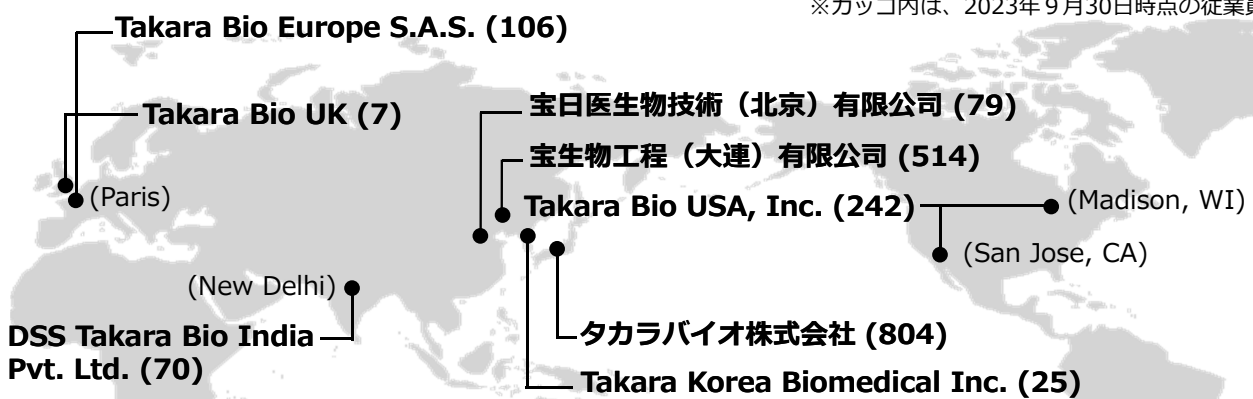 ※カッコ内は、2023年9月30日時点の従業員
Takara Bio Europe S.A.S. (106)
Takara Bio UK (7)
宝日医生物技術（北京）有限公司 (79)
宝生物工程（大連）有限公司 (514)
(Paris)
Takara Bio USA, Inc. (242)
(Madison, WI)
(San Jose, CA)
(New Delhi)
DSS Takara Bio India
Pvt. Ltd. (70)
タカラバイオ株式会社 (804)
Takara Korea Biomedical Inc. (25)